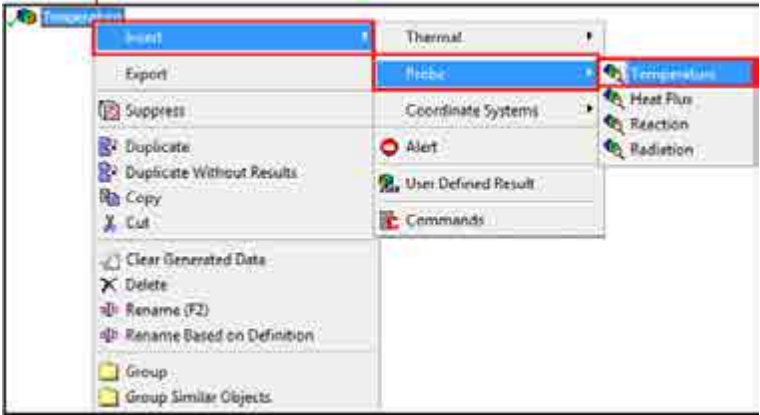 Temperature
Insert
Export
Suppress
Duplicate
Duplicate Without Results
Copy
Cut
Clear Generated Data
Delete
Rename (F2)
Rename Based on Definition
Group
Group Similar Objects
Thermal
Probe
Coordinate Systems
Alert
User Defined Result
Commands
Temperature
Heat Flux
Reaction
Radiation